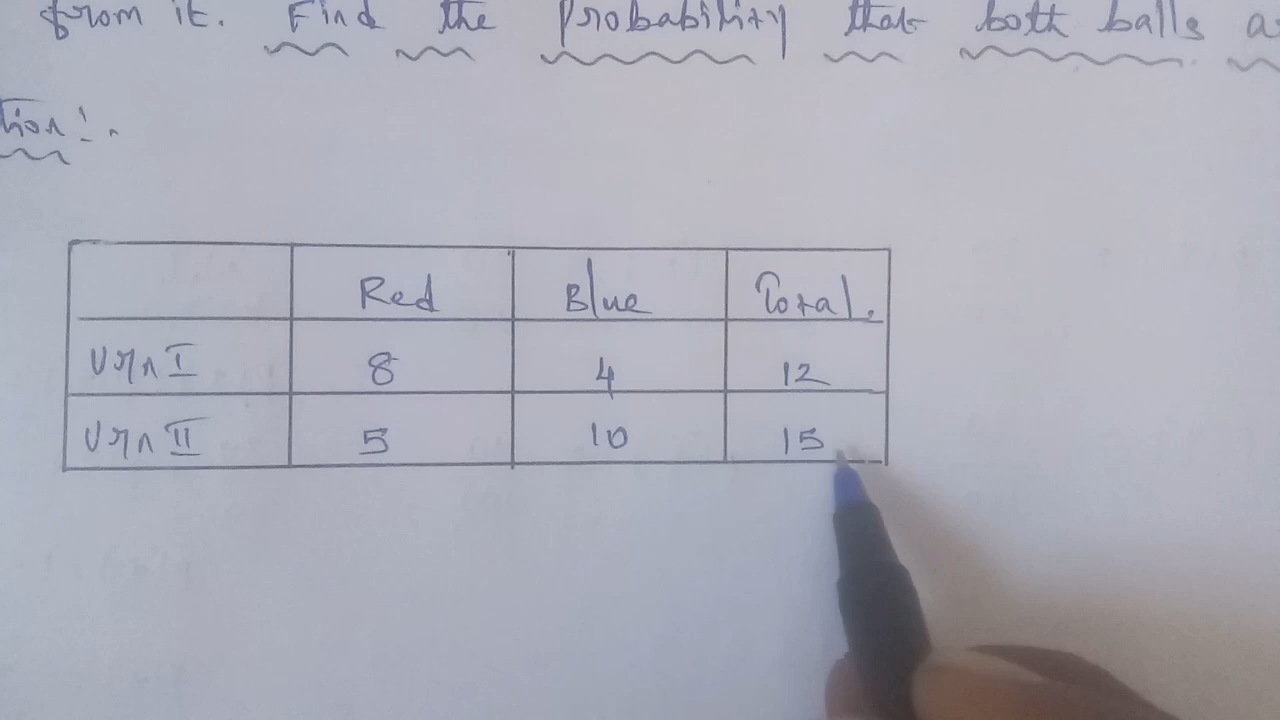 from it. Find the Probability that both balls a
tion:.
Red Blue Total.
Urn I 8 4 12
Urn II 5 10 15